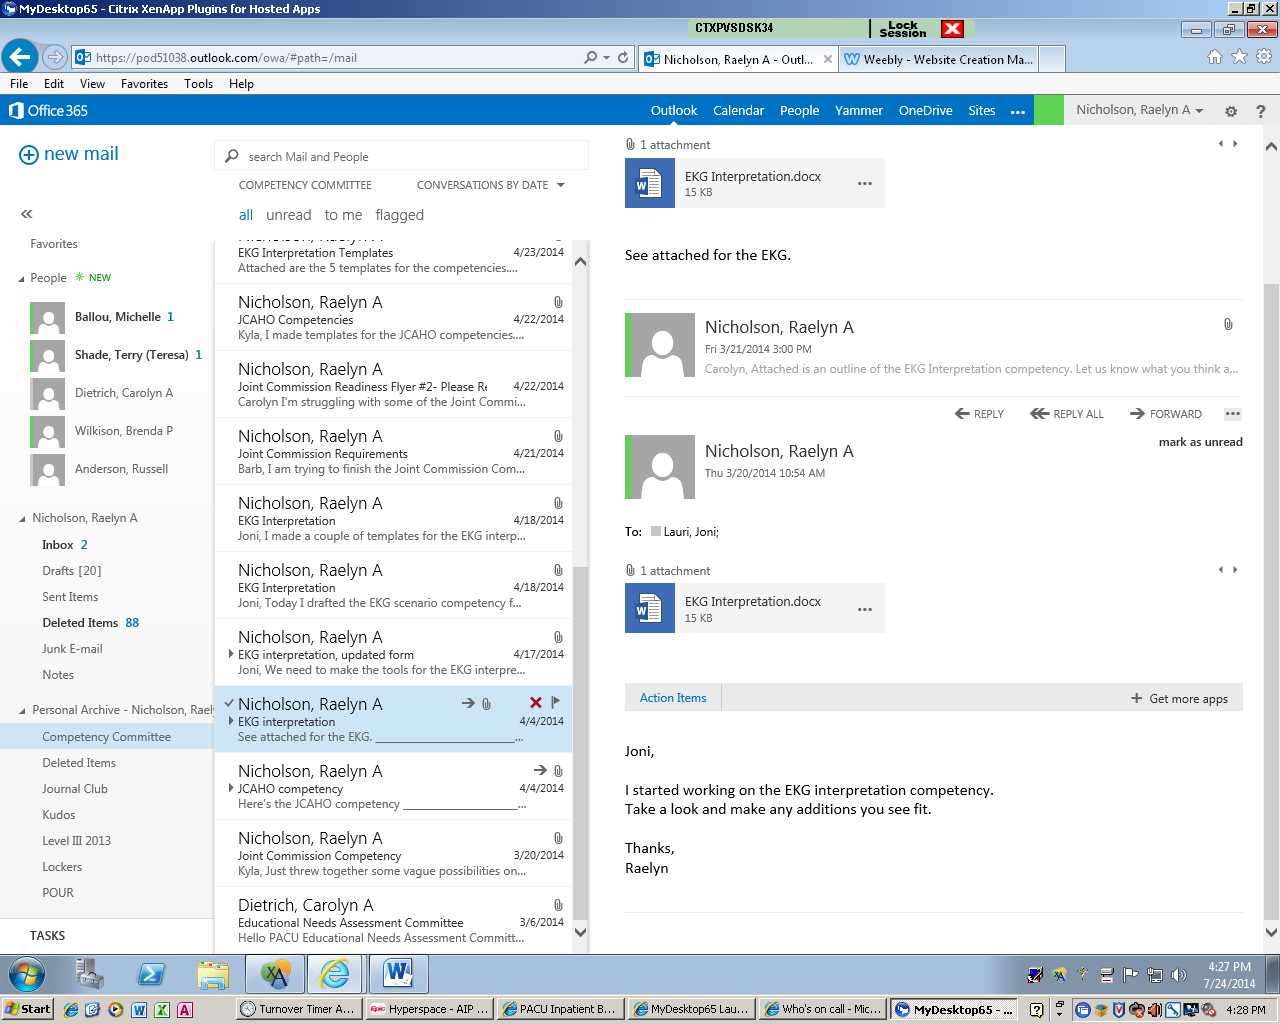 MyDesktop65 - Citrix XenApp Plugins for Hosted Apps
CTXPVSDSK34
Lock Session
https://pod51038.outlook.com/owa/#path=/mail
Nicholson, Raelyn A - Outl...
Weebly - Website Creation Ma...
File Edit View Favorites Tools Help
Office 365
Outlook Calendar People Yammer OneDrive Sites ...
Nicholson, Raelyn A
?
new mail
search Mail and People
COMPETENCY COMMITTEE
CONVERSATIONS BY DATE
all unread to me flagged
Favorites
People NEW
Ballou, Michelle 1
Shade, Terry (Teresa) 1
Dietrich, Carolyn A
Wilkison, Brenda P
Anderson, Russell
Nicholson, Raelyn A
Inbox 2
Drafts [20]
Sent Items
Deleted Items 88
Junk E-mail
Notes
Personal Archive - Nicholson, Rael
Competency Committee
Deleted Items
Journal Club
Kudos
Level III 2013
Lockers
POUR
TASKS
EKG Interpretation Templates 4/23/2014
Attached are the 5 templates for the competencies....
Nicholson, Raelyn A
JCAHO Competencies 4/22/2014
Kyla, I made templates for the JCAHO competencies....
Nicholson, Raelyn A
Joint Commission Readiness Flyer #2- Please Re 4/22/2014
Carolyn I'm struggling with some of the Joint Commi...
Nicholson, Raelyn A
Joint Commission Requirements 4/21/2014
Barb, I am trying to finish the Joint Commission Com...
Nicholson, Raelyn A
EKG Interpretation 4/18/2014
Joni, I made a couple of templates for the EKG interp...
Nicholson, Raelyn A
EKG Interpretation 4/18/2014
Joni, Today I drafted the EKG scenario competency f...
Nicholson, Raelyn A
EKG interpretation, updated form 4/17/2014
Joni, We need to make the tools for the EKG interpre...
Nicholson, Raelyn A
EKG interpretation 4/4/2014
See attached for the EKG. ________________________...
Nicholson, Raelyn A
JCAHO competency 4/4/2014
Here's the JCAHO competency ____________________...
Nicholson, Raelyn A
Joint Commission Competency 3/20/2014
Kyla, Just threw together some vague possibilities on...
Dietrich, Carolyn A
Educational Needs Assessment Committee 3/6/2014
Hello PACU Educational Needs Assessment Committ...
1 attachment
EKG Interpretation.docx
15 KB
...
See attached for the EKG.
Nicholson, Raelyn A
Fri 3/21/2014 3:00 PM
Carolyn, Attached is an outline of the EKG Interpretation competency. Let us know what you think a...
REPLY REPLY ALL FORWARD ...
mark as unread
Nicholson, Raelyn A
Thu 3/20/2014 10:54 AM
To: Lauri, Joni;
1 attachment
EKG Interpretation.docx
15 KB
...
Action Items
+ Get more apps
Joni,
I started working on the EKG interpretation competency.
Take a look and make any additions you see fit.
Thanks,
Raelyn
4:27 PM
7/24/2014
Start
Turnover Timer A...
Hyperspace - AIP ...
PACU Inpatient B...
MyDesktop65 Lau...
Who's on call - Mic...
MyDesktop65 - ...
4:28 PM